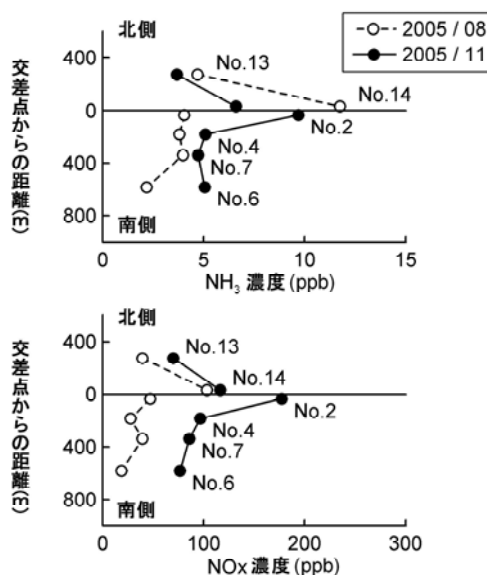 北側
2005 / 08
2005 / 11
400
0
400
800
交差点からの距離(m)
No.13
No.14
No.2
No.4
No.7
No.6
南側
0
5
10
15
NH₃ 濃度 (ppb)
北側
400
0
400
800
交差点からの距離(m)
No.13
No.14
No.2
No.4
No.7
No.6
南側
0
100
200
300
NOx 濃度 (ppb)